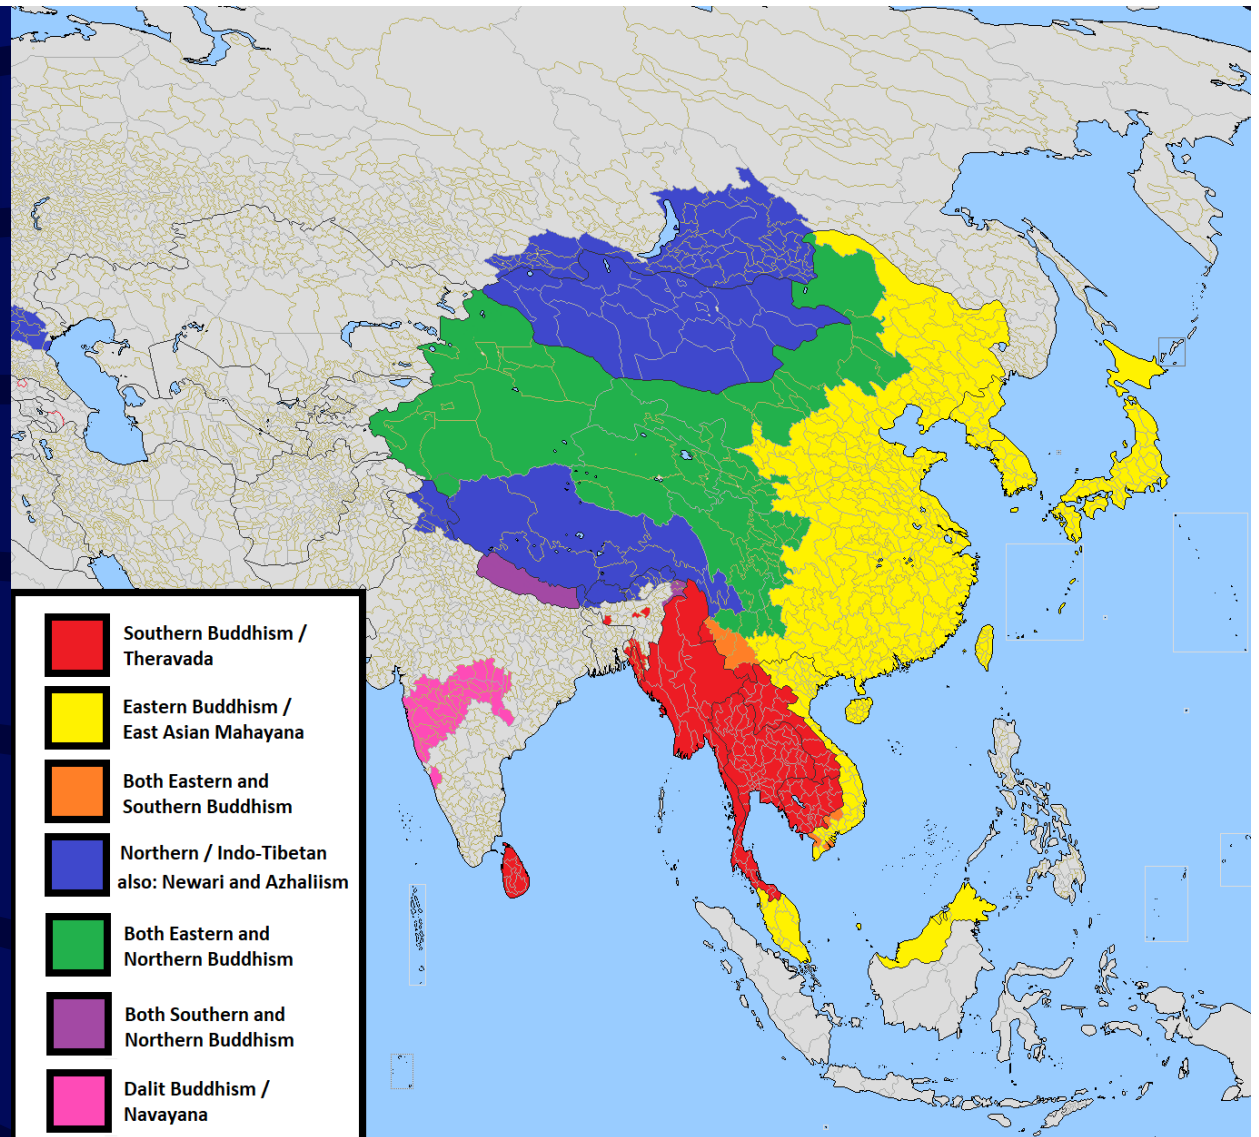 Southern Buddhism /
Theravada
Eastern Buddhism /
East Asian Mahayana
Both Eastern and
Southern Buddhism
Northern / Indo-Tibetan
also: Newari and Azhaliism
Both Eastern and
Northern Buddhism
Both Southern and
Northern Buddhism
Dalit Buddhism /
Navayana